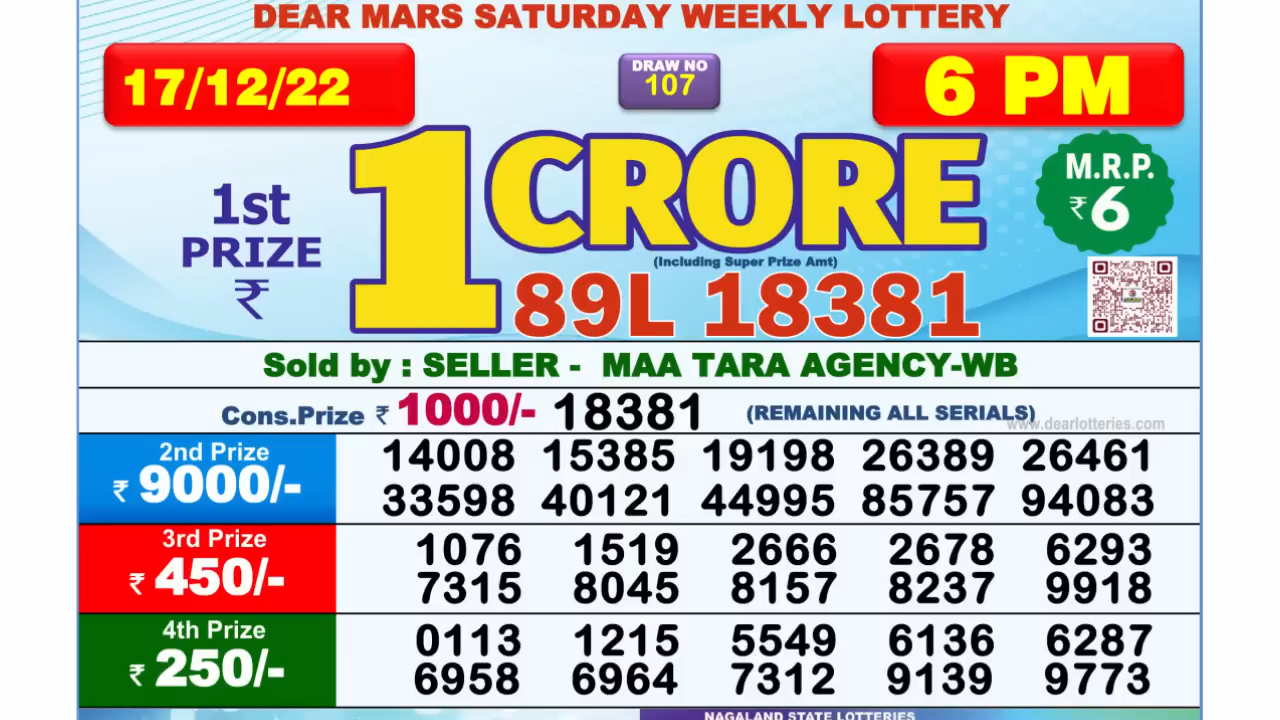 DEAR MARS SATURDAY WEEKLY LOTTERY
17/12/22
DRAW NO
107
6 PM
1st
PRIZE
₹
1 CRORE
(Including Super Prize Amt)
89L 18381
M.R.P.
₹ 6
Sold by : SELLER - MAA TARA AGENCY-WB
Cons.Prize ₹ 1000/- 18381 (REMAINING ALL SERIALS)
www.dearlotteries.com
2nd Prize
₹ 9000/-
14008 15385 19198 26389 26461
33598 40121 44995 85757 94083
3rd Prize
₹ 450/-
1076 1519 2666 2678 6293
7315 8045 8157 8237 9918
4th Prize
₹ 250/-
0113 1215 5549 6136 6287
6958 6964 7312 9139 9773
NAGALAND STATE LOTTERIES